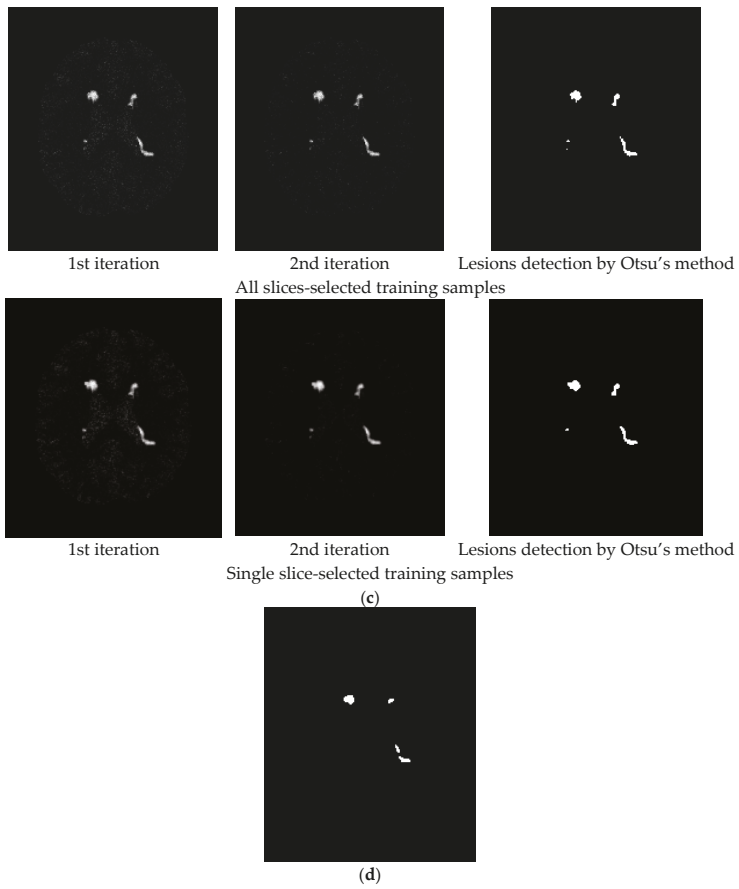 1st iteration 2nd iteration Lesions detection by Otsu’s method
All slices-selected training samples
1st iteration 2nd iteration Lesions detection by Otsu’s method
Single slice-selected training samples
(c)
(d)